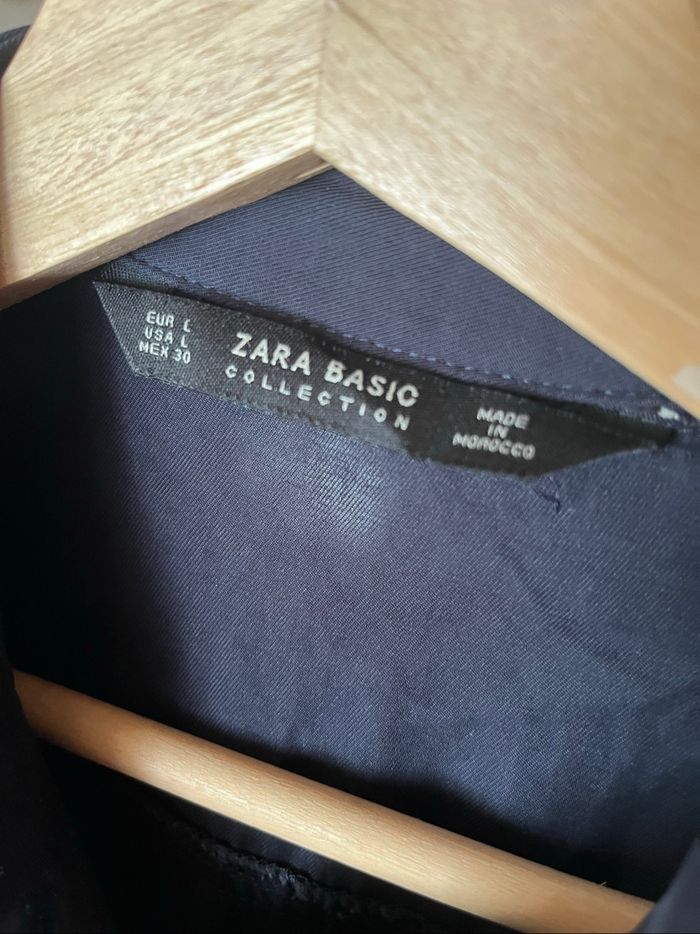 EUR L
USA L
MEX 30
ZARA BASIC
COLLECTION
MADE
IN
MOROCCO